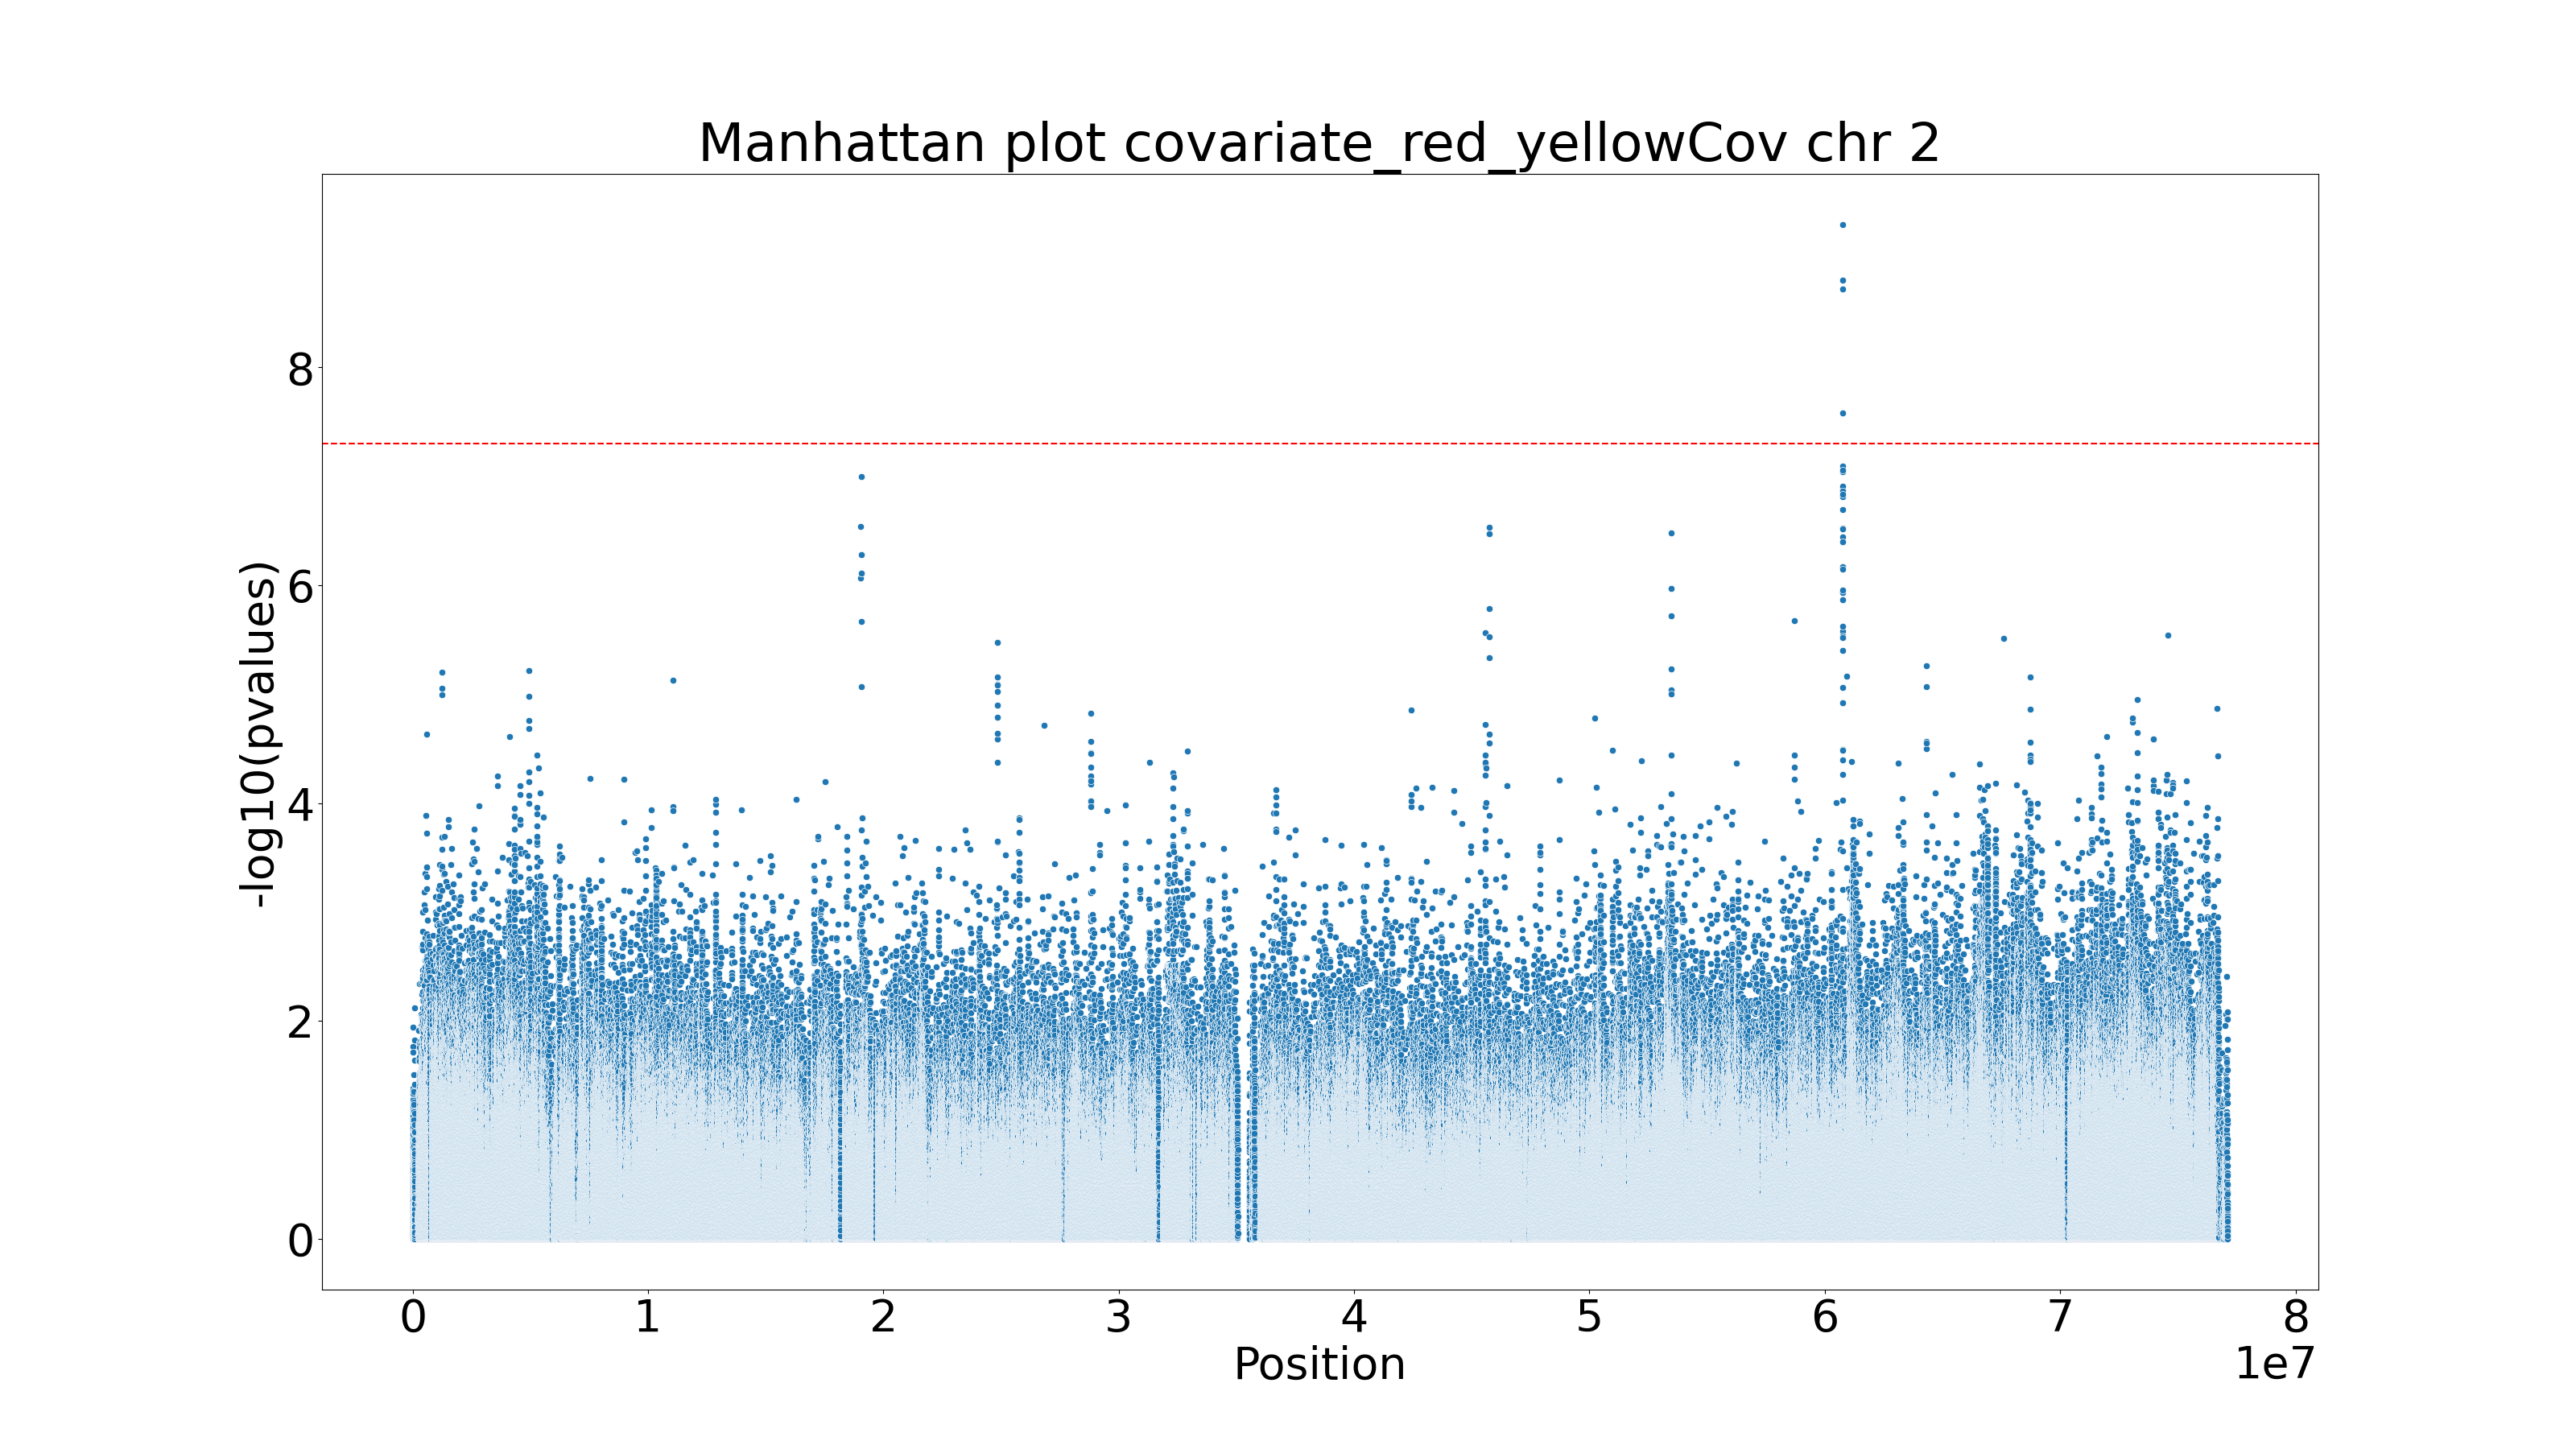 Manhattan plot covariate_red_yellowCov chr 2
8
6
4
2
0
-log10(pvalues)
0 1 2 3 4 5 6 7 8
1e7
Position